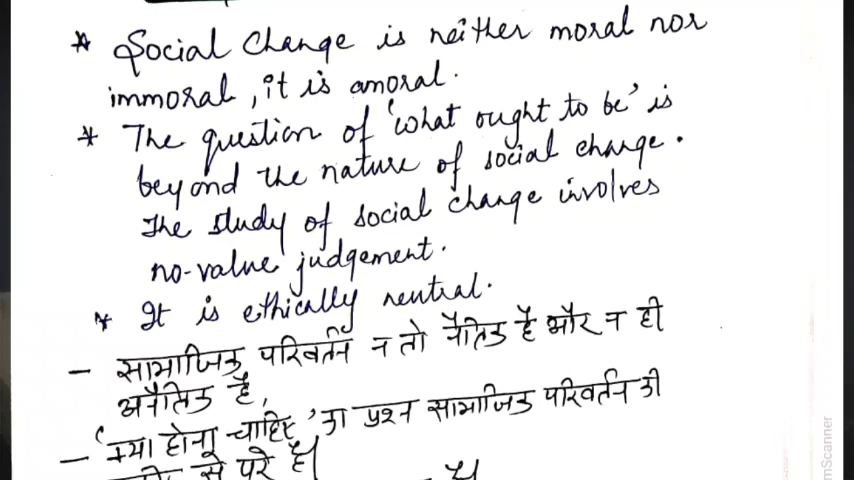 * Social Change is neither moral nor
immoral, it is amoral.
* The question of 'what ought to be' is
beyond the nature of social change.
The study of social change involves
no-value judgement.
* It is ethically neutral.
- सामाजिक परिवर्तन न तो नैतिक है और न ही
अनैतिक है,
- 'क्या होना चाहिए' का प्रश्न सामाजिक परिवर्तन की
से परे है।
mScanner